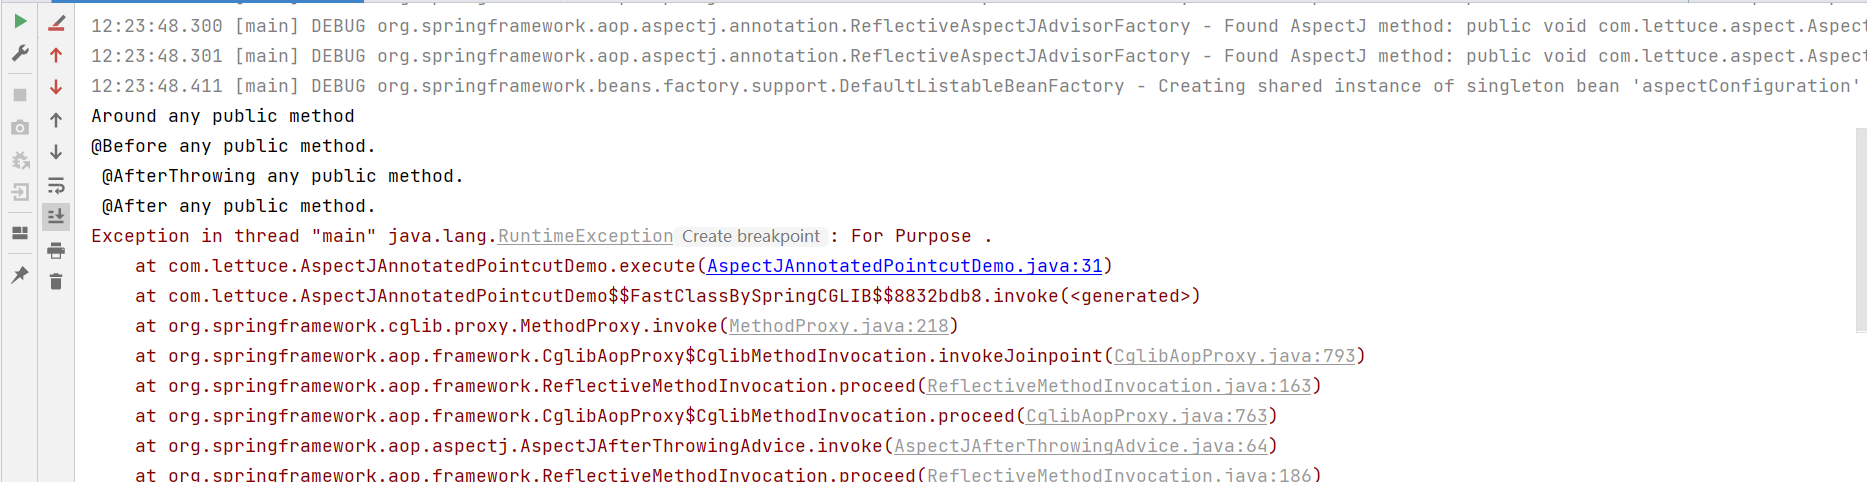 12:23:48.300 [main] DEBUG org.springframework.aop.aspectj.annotation.ReflectiveAspectJAdvisorFactory - Found AspectJ method: public void com.lettuce.aspect.Aspect
12:23:48.301 [main] DEBUG org.springframework.aop.aspectj.annotation.ReflectiveAspectJAdvisorFactory - Found AspectJ method: public void com.lettuce.aspect.Aspect
12:23:48.411 [main] DEBUG org.springframework.beans.factory.support.DefaultListableBeanFactory - Creating shared instance of singleton bean 'aspectConfiguration'
Around any public method
@Before any public method.
@AfterThrowing any public method.
@After any public method.
Exception in thread "main" java.lang.RuntimeException Create breakpoint : For Purpose .
at com.lettuce.AspectJAnnotatedPointcutDemo.execute(AspectJAnnotatedPointcutDemo.java:31)
at com.lettuce.AspectJAnnotatedPointcutDemo$$FastClassBySpringCGLIB$$8832bdb8.invoke(<generated>)
at org.springframework.cglib.proxy.MethodProxy.invoke(MethodProxy.java:218)
at org.springframework.aop.framework.CglibAopProxy$CglibMethodInvocation.invokeJoinpoint(CglibAopProxy.java:793)
at org.springframework.aop.framework.ReflectiveMethodInvocation.proceed(ReflectiveMethodInvocation.java:163)
at org.springframework.aop.framework.CglibAopProxy$CglibMethodInvocation.proceed(CglibAopProxy.java:763)
at org.springframework.aop.aspectj.AspectJAfterThrowingAdvice.invoke(AspectJAfterThrowingAdvice.java:64)
at org.springframework.aop.framework.ReflectiveMethodInvocation.proceed(ReflectiveMethodInvocation.java:186)